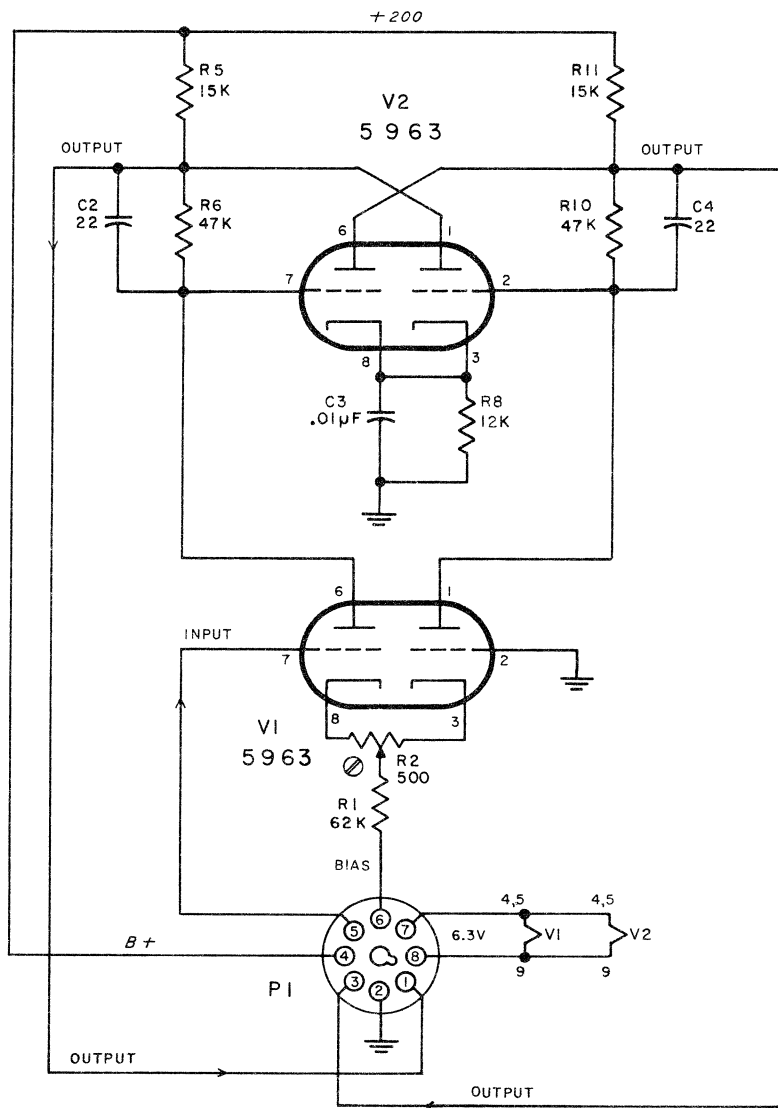 +200
R5
15K
R11
15K
V2
5963
OUTPUT
OUTPUT
C2
22
R6
47K
R10
47K
C4
22
6
1
7
2
8
3
C3
.01µF
R8
12K
6
1
INPUT
7
2
8
3
V1
5963
R2
500
R1
62K
BIAS
4,5
4,5
6
5
7
6.3V
V1
V2
B+
4
8
9
9
3
1
2
P1
OUTPUT
OUTPUT